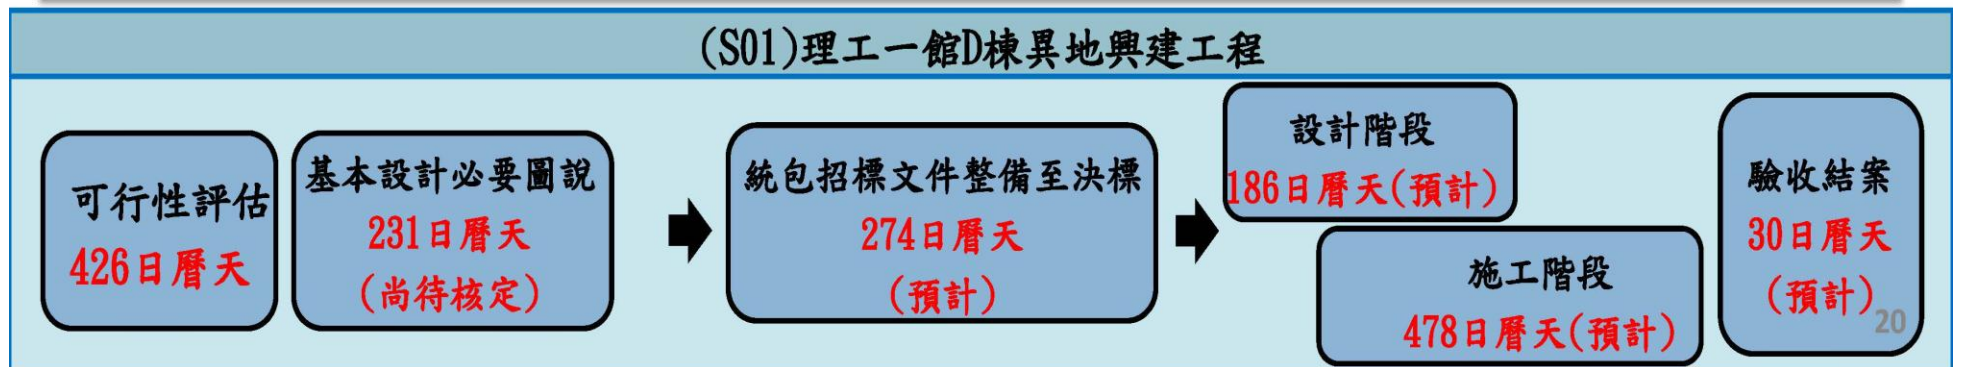 (S01)理工一館D棟異地興建工程
可行性評估
426日曆天
基本設計必要圖說
231日曆天
(尚待核定)
統包招標文件整備至決標
274日曆天
(預計)
設計階段
186日曆天(預計)
施工階段
478日曆天(預計)
驗收結案
30日曆天
(預計)
20